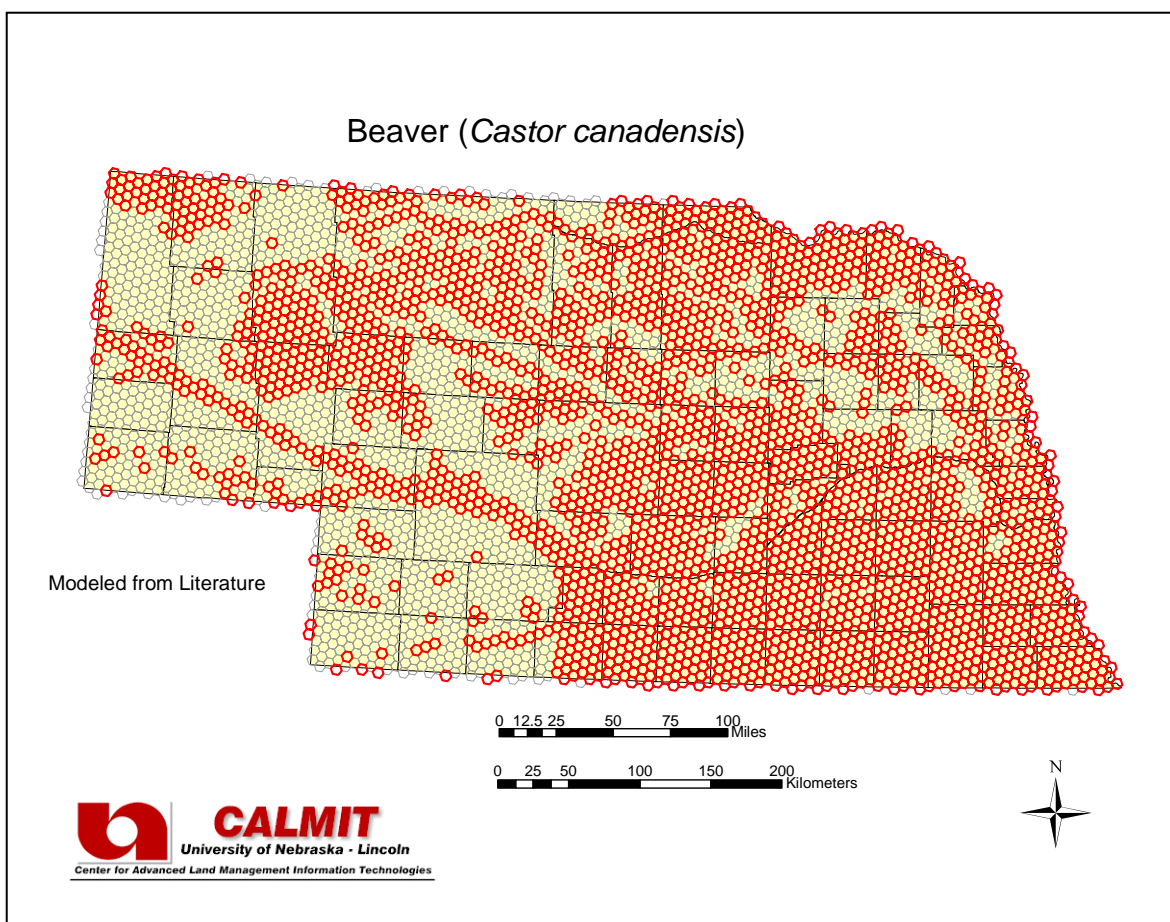 Beaver (Castor canadensis)
Modeled from Literature
0 12.5 25 50 75 100
Miles
0 25 50 100 150 200
Kilometers
N
CALMIT
University of Nebraska - Lincoln
Center for Advanced Land Management Information Technologies